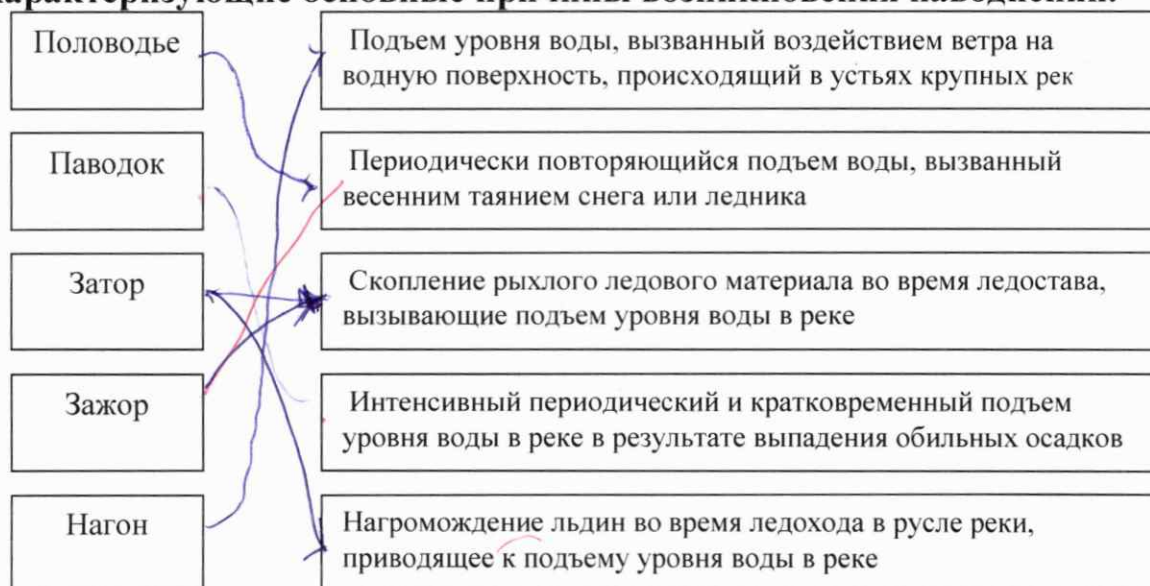 характеризующие основные причины возникновения наводнений.
Половодье
Подъем уровня воды, вызванный воздействием ветра на
водную поверхность, происходящий в устьях крупных рек
Паводок
Периодически повторяющийся подъем воды, вызванный
весенним таянием снега или ледника
Затор
Скопление рыхлого ледового материала во время ледостава,
вызывающие подъем уровня воды в реке
Зажор
Интенсивный периодический и кратковременный подъем
уровня воды в реке в результате выпадения обильных осадков
Нагон
Нагромождение льдин во время ледохода в русле реки,
приводящее к подъему уровня воды в реке